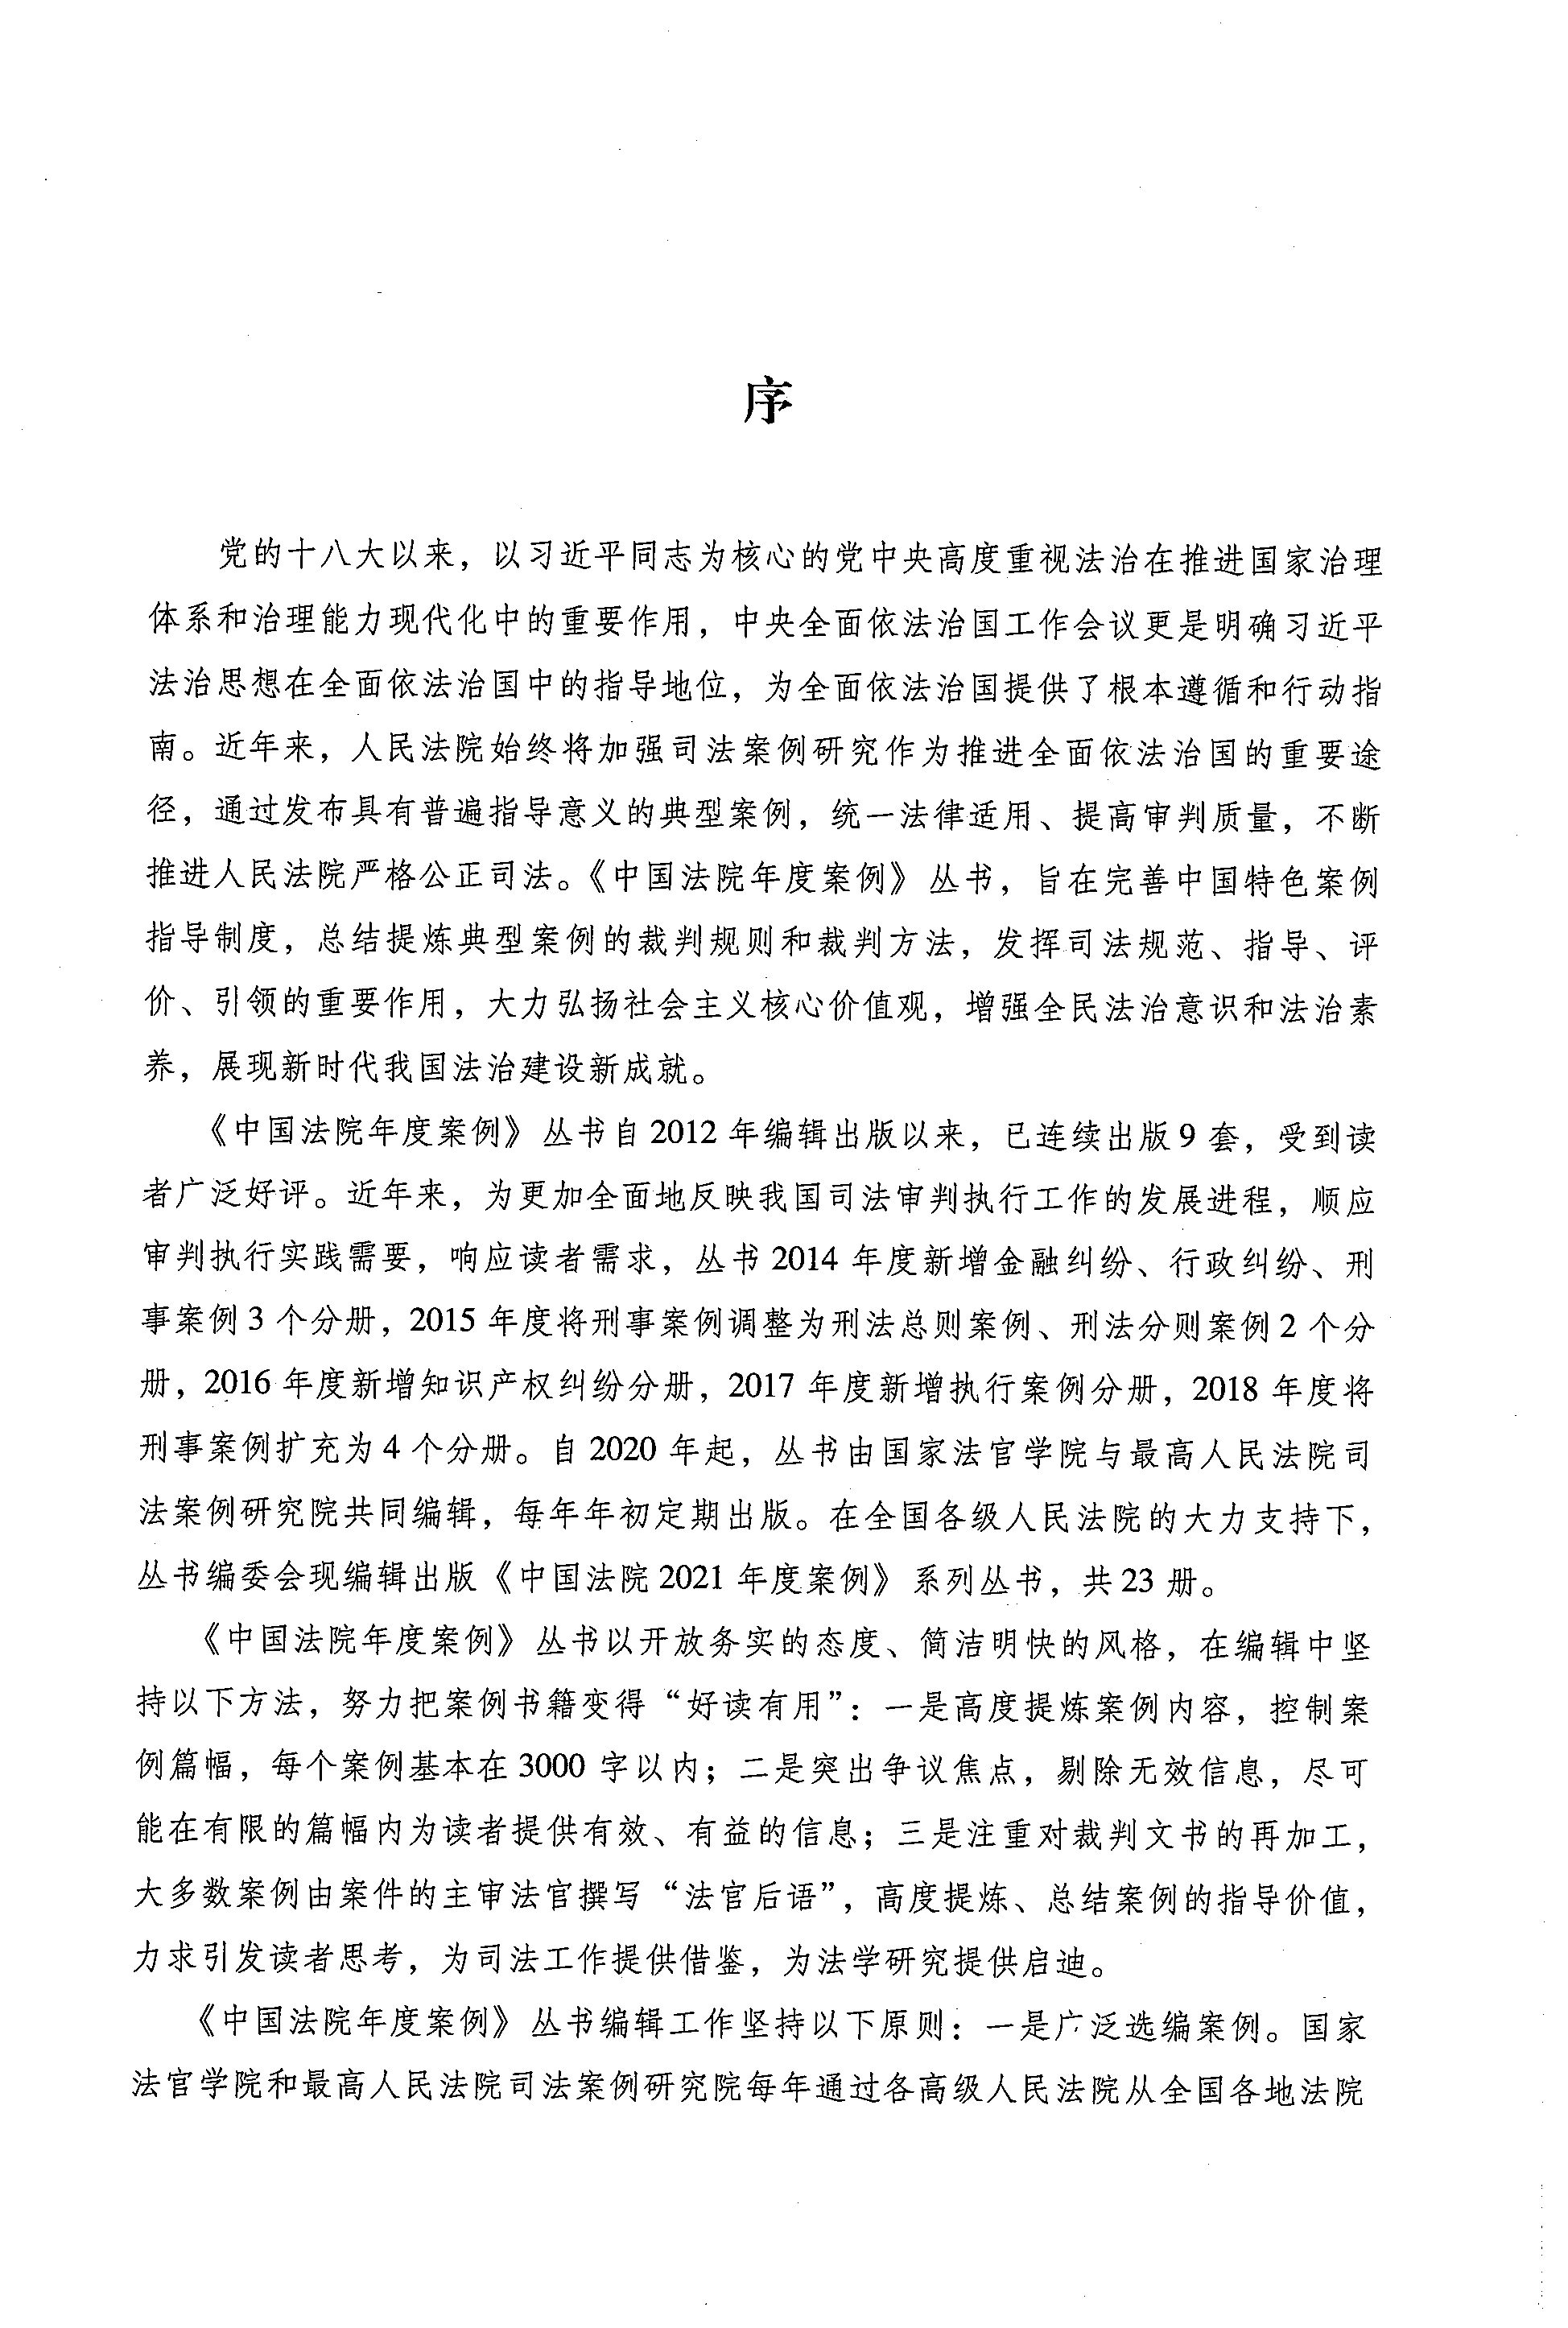 序
党的十八大以来，以习近平同志为核心的党中央高度重视法治在推进国家治理
体系和治理能力现代化中的重要作用，中央全面依法治国工作会议更是明确习近平
法治思想在全面依法治国中的指导地位，为全面依法治国提供了根本遵循和行动指
南。近年来，人民法院始终将加强司法案例研究作为推进全面依法治国的重要途
径，通过发布具有普遍指导意义的典型案例，统一法律适用、提高审判质量，不断
推进人民法院严格公正司法。《中国法院年度案例》丛书，旨在完善中国特色案例
指导制度，总结提炼典型案例的裁判规则和裁判方法，发挥司法规范、指导、评
价、引领的重要作用，大力弘扬社会主义核心价值观，增强全民法治意识和法治素
养，展现新时代我国法治建设新成就。
《中国法院年度案例》丛书自2012年编辑出版以来，已连续出版9套，受到读
者广泛好评。近年来，为更加全面地反映我国司法审判执行工作的发展进程，顺应
审判执行实践需要，响应读者需求，丛书2014年度新增金融纠纷、行政纠纷、刑
事案例3个分册，2015年度将刑事案例调整为刑法总则案例、刑法分则案例2个分
册，2016年度新增知识产权纠纷分册，2017年度新增执行案例分册，2018年度将
刑事案例扩充为4个分册。自2020年起，丛书由国家法官学院与最高人民法院司
法案例研究院共同编辑，每年年初定期出版。在全国各级人民法院的大力支持下，
丛书编委会现编辑出版《中国法院2021年度案例》系列丛书，共23册。
《中国法院年度案例》丛书以开放务实的态度、简洁明快的风格，在编辑中坚
持以下方法，努力把案例书籍变得“好读有用”：一是高度提炼案例内容，控制案
例篇幅，每个案例基本在3000字以内；二是突出争议焦点，剔除无效信息，尽可
能在有限的篇幅内为读者提供有效、有益的信息；三是注重对裁判文书的再加工，
大多数案例由案件的主审法官撰写“法官后语”，高度提炼、总结案例的指导价值，
力求引发读者思考，为司法工作提供借鉴，为法学研究提供启迪。
《中国法院年度案例》丛书编辑工作坚持以下原则：一是广泛选编案例。国家
法官学院和最高人民法院司法案例研究院每年通过各高级人民法院从全国各地法院